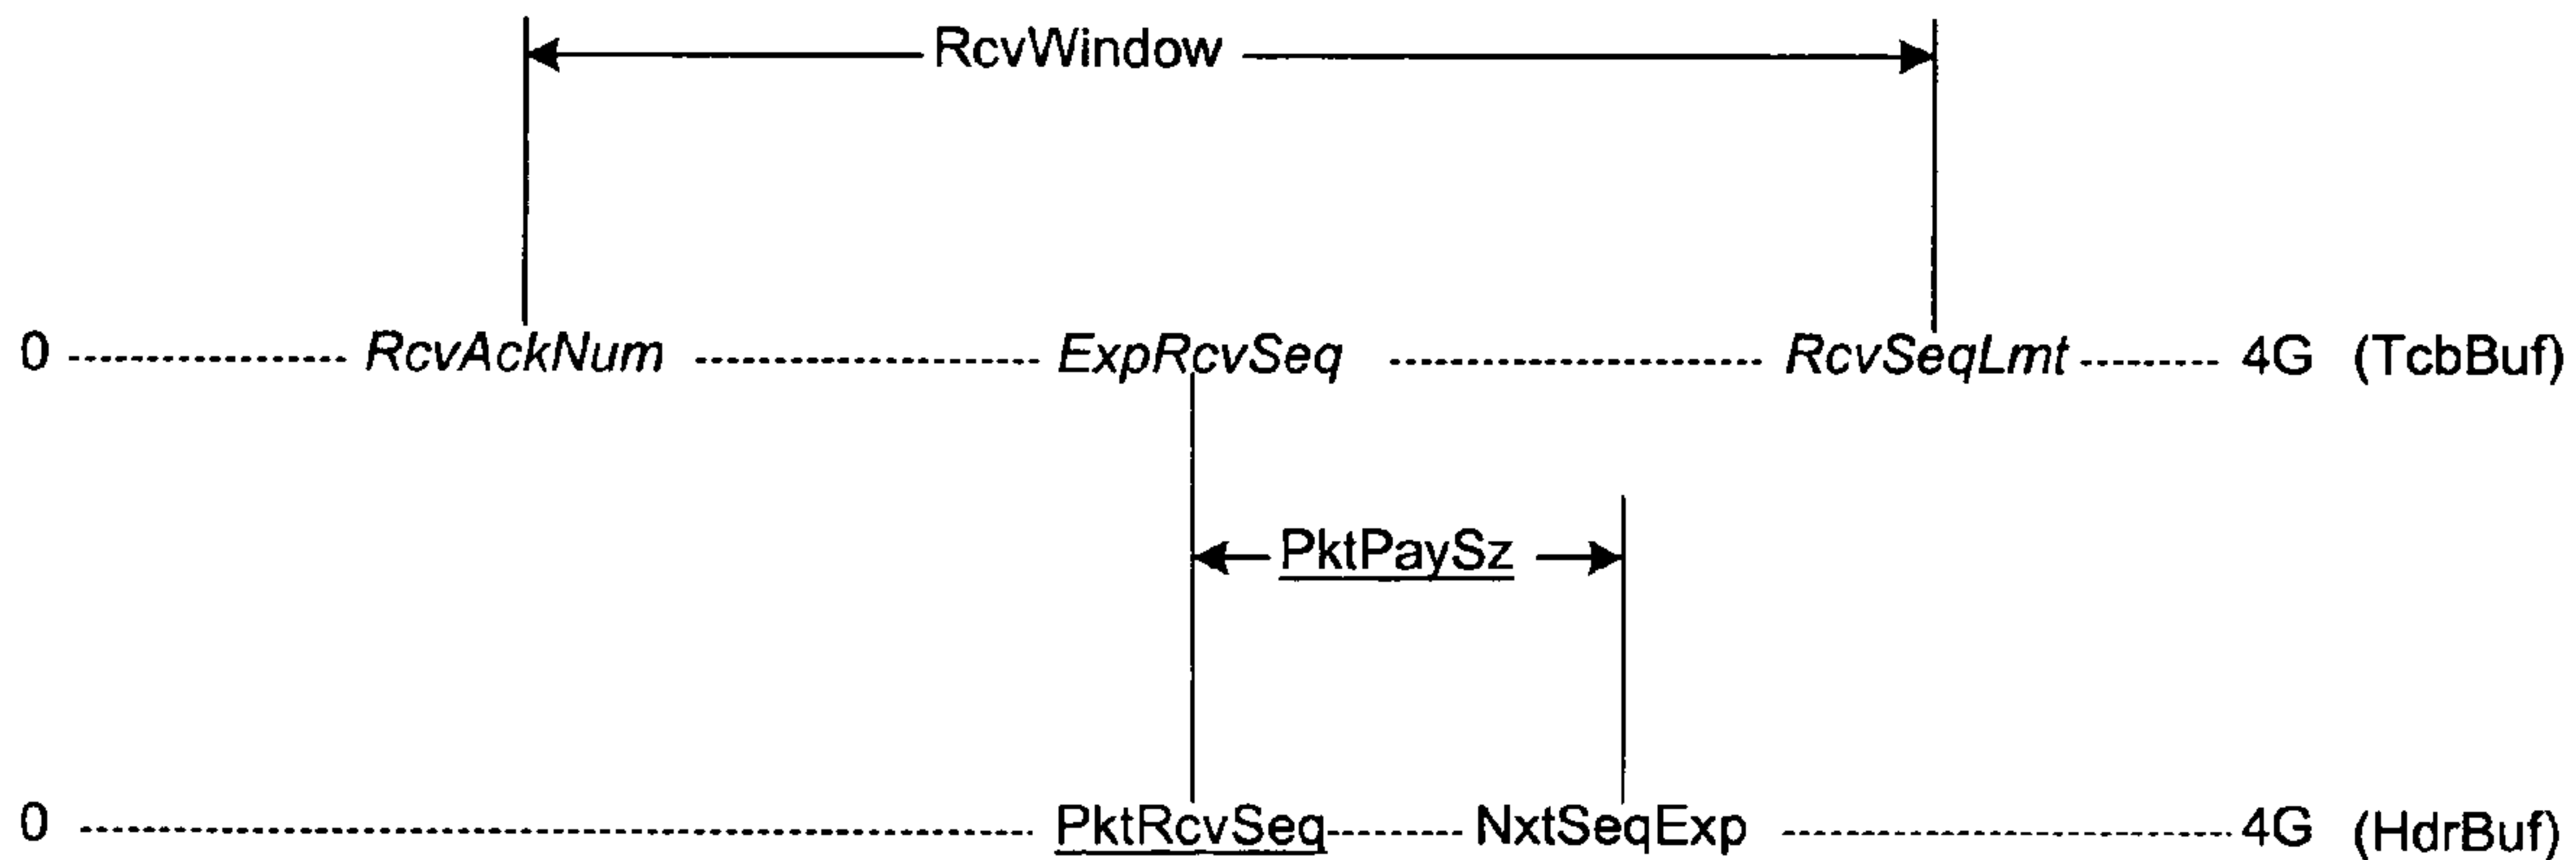 RcvWindow
0 RcvAckNum ExpRcvSeq RcvSeqLmt 4G (TcbBuf)
PktPaySz
0 PktRcvSeq NxtSeqExp 4G (HdrBuf)